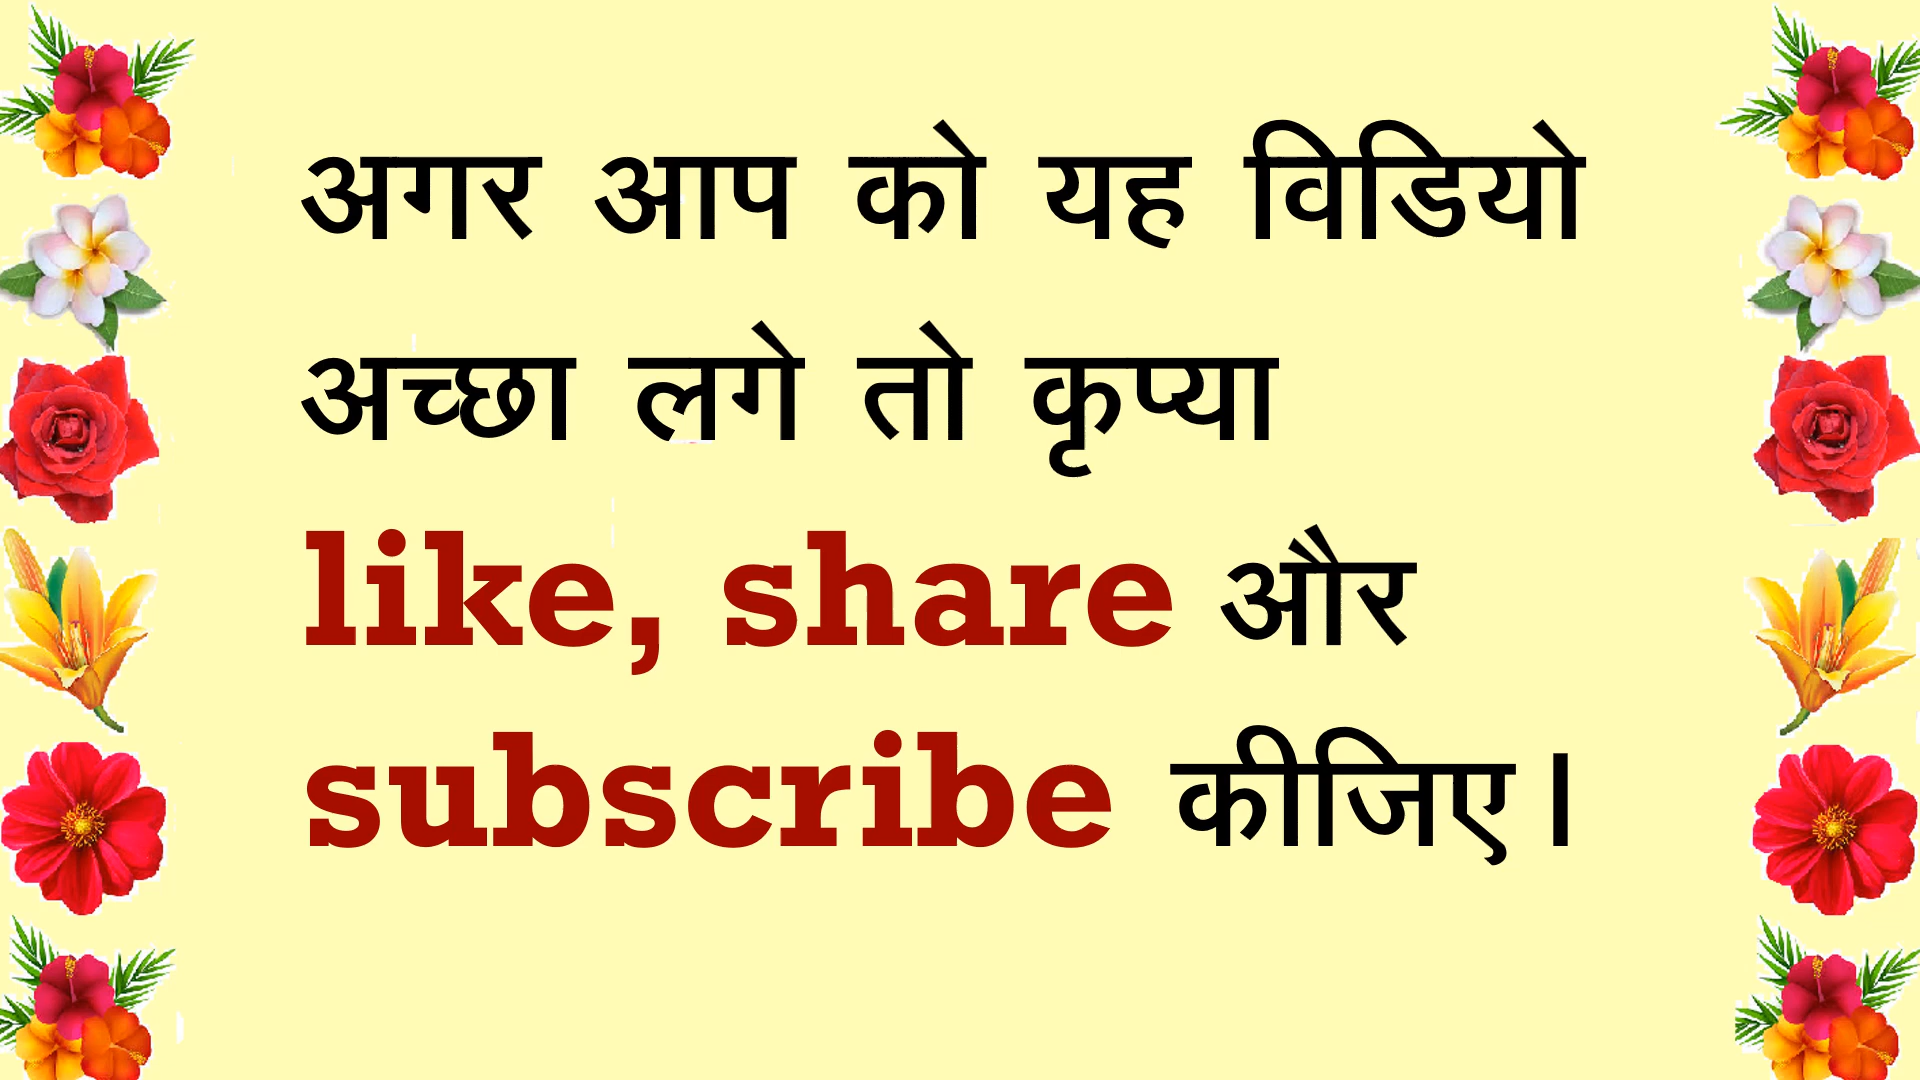 अगर आप को यह विडियो
अच्छा लगे तो कृप्या
like, share और
subscribe कीजिए।